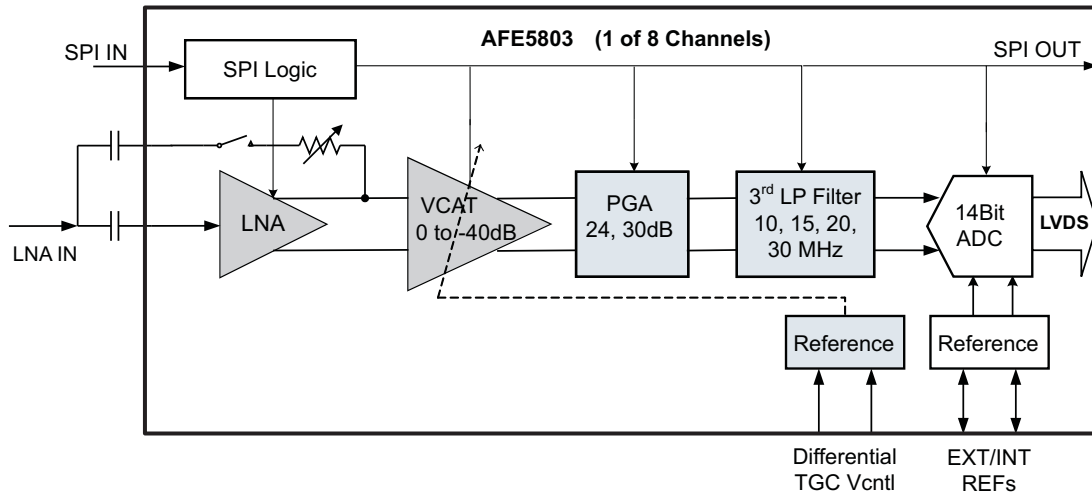 AFE5803 (1 of 8 Channels)
SPI IN
SPI OUT
SPI Logic
LNA IN
LNA
VCAT
0 to -40dB
PGA
24, 30dB
3rd LP Filter
10, 15, 20,
30 MHz
14Bit
ADC
LVDS
Reference
Reference
Differential
TGC Vcntl
EXT/INT
REFs